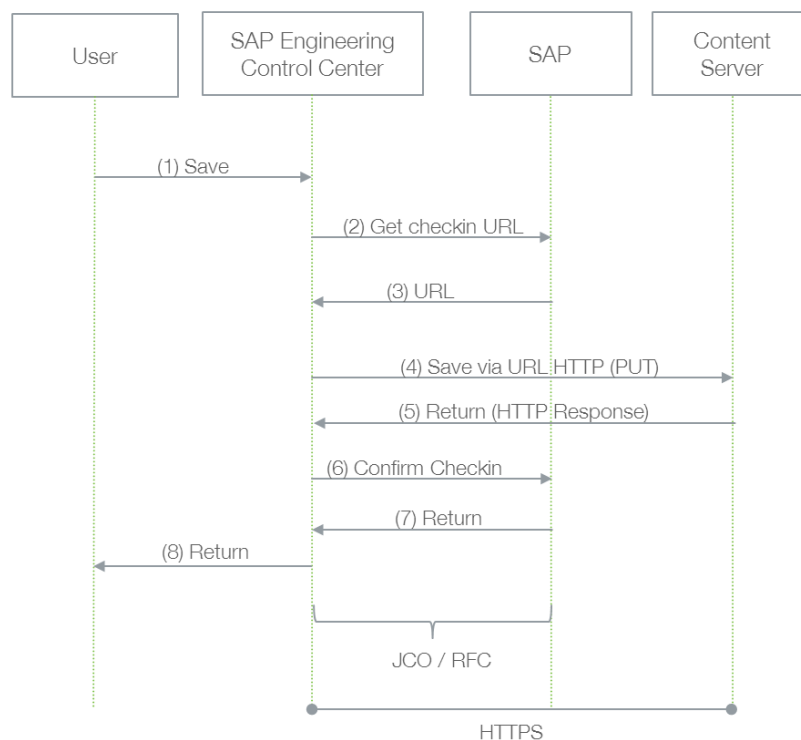 User
SAP Engineering
Control Center
SAP
Content
Server
(1) Save
(2) Get checkin URL
(3) URL
(4) Save via URL HTTP (PUT)
(5) Return (HTTP Response)
(6) Confirm Checkin
(7) Return
(8) Return
JCO / RFC
HTTPS